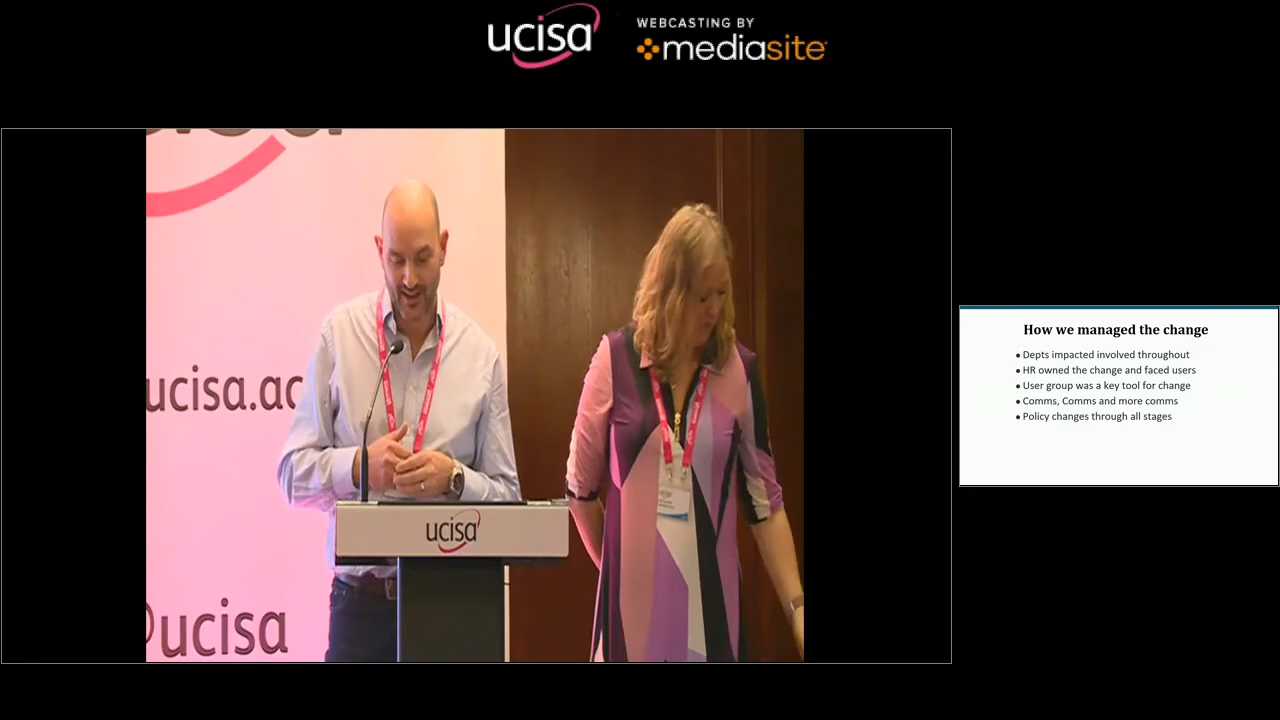 ucisa
WEBCASTING BY
mediasite
ucisa.ac
@ucisa
ucisa
How we managed the change
• Depts impacted involved throughout
• HR owned the change and faced users
• User group was a key tool for change
• Comms, Comms and more comms
• Policy changes through all stages